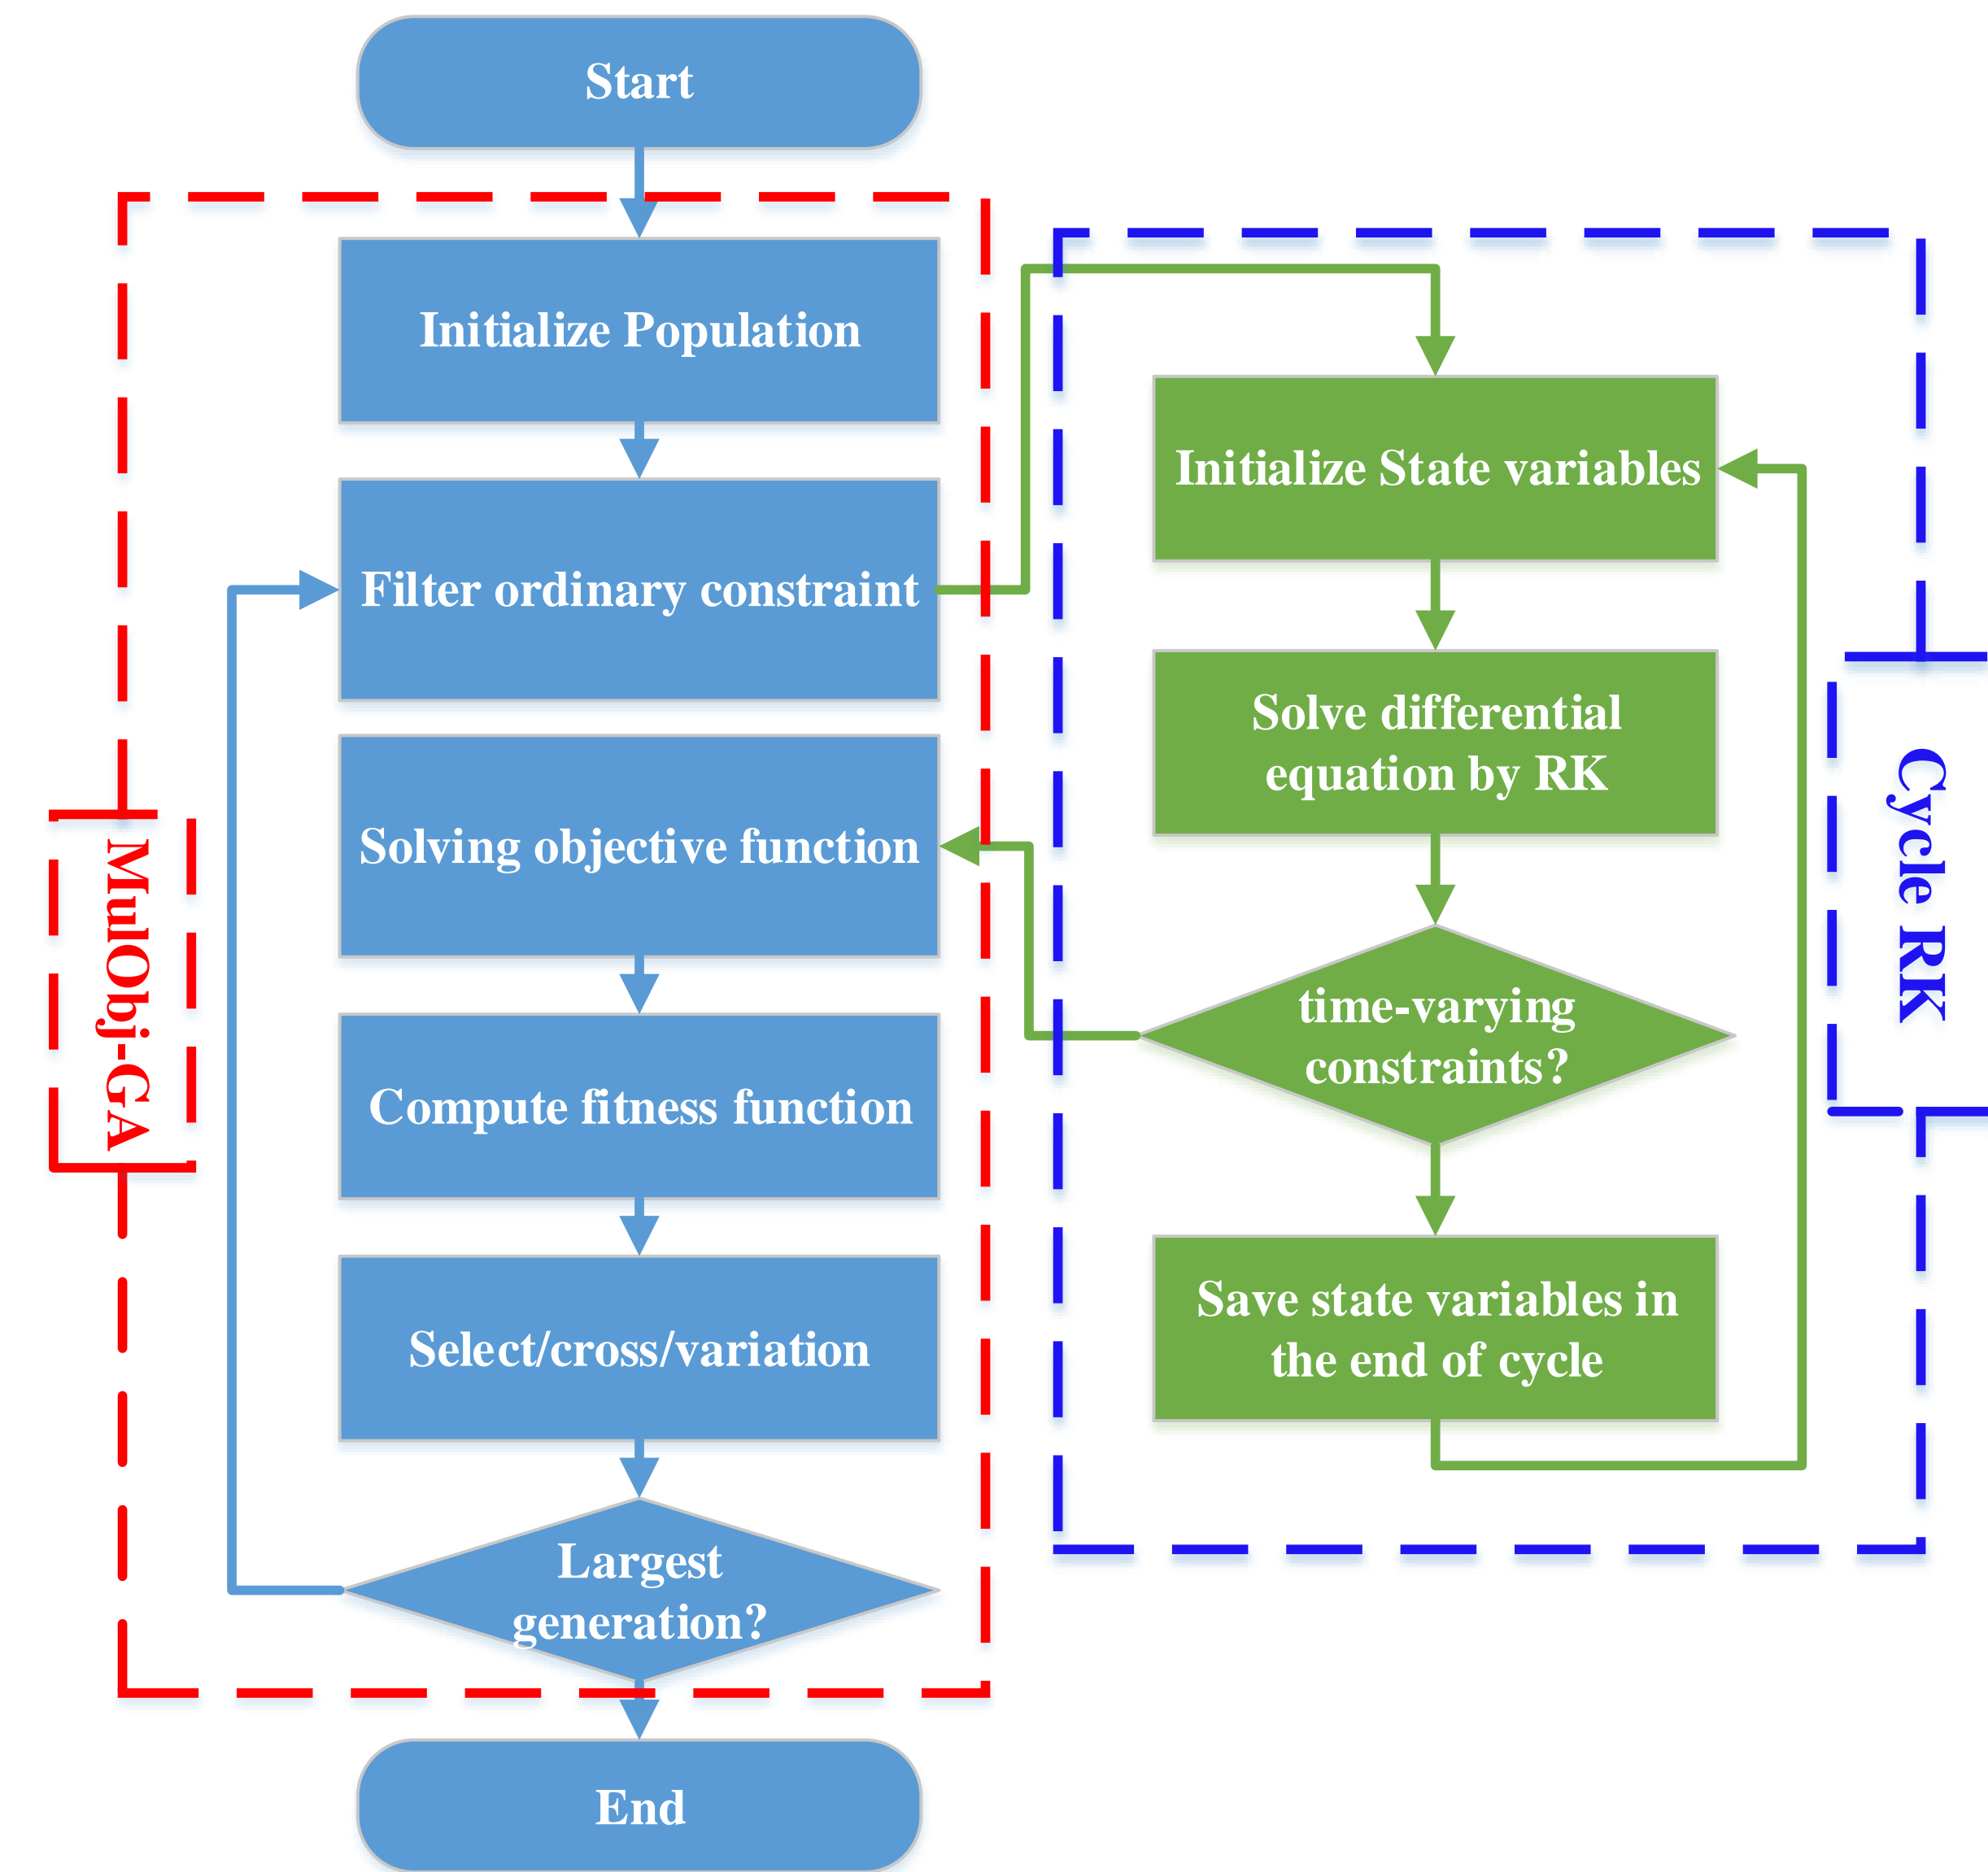 Start
Initialize Population
Filter ordinary constraint
Solving objective function
Compute fitness function
Select/cross/variation
Largest
generation?
End
MulObj-GA
Initialize State variables
Solve differential
equation by RK
time-varying
constraints?
Save state variables in
the end of cycle
Cycle RK